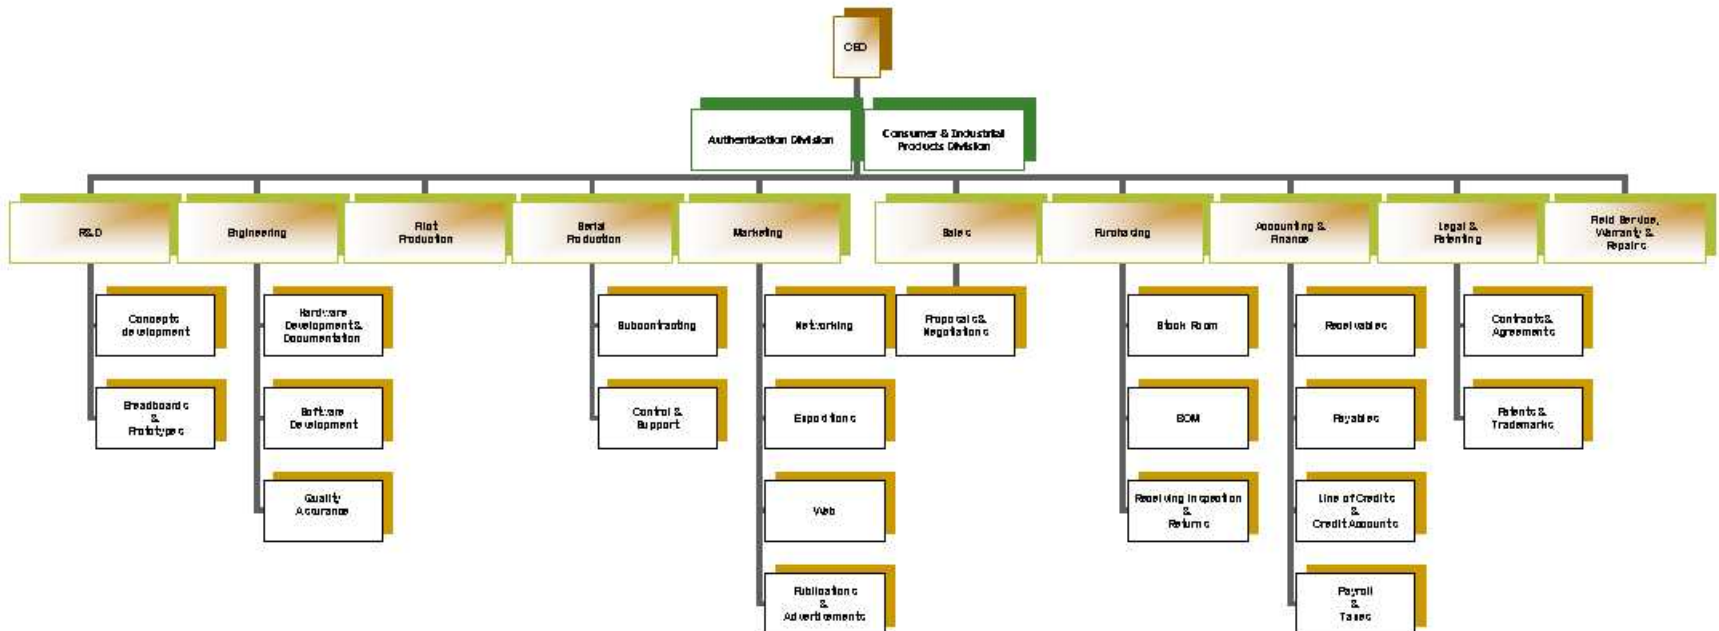 CEO
Authentication Division
Consumer & Industrial
Products Division
R&D
Engineering
Pilot
Production
Serial
Production
Marketing
Sales
Purchasing
Accounting &
Finance
Legal &
Patenting
Field Service,
Warranty &
Repairs
Concepts
development
Hardware
Development &
Documentation
Subcontracting
Networking
Proposals &
Negotiations
Stock Room
Receivables
Contracts &
Agreements
Breadboards
&
Prototypes
Software
Development
Control &
Support
Expositions
BOM
Payables
Patents &
Trademarks
Quality
Assurance
Web
Receiving Inspection
&
Returns
Line of Credits
&
Credit Accounts
Publications
&
Advertisements
Payroll
&
Taxes